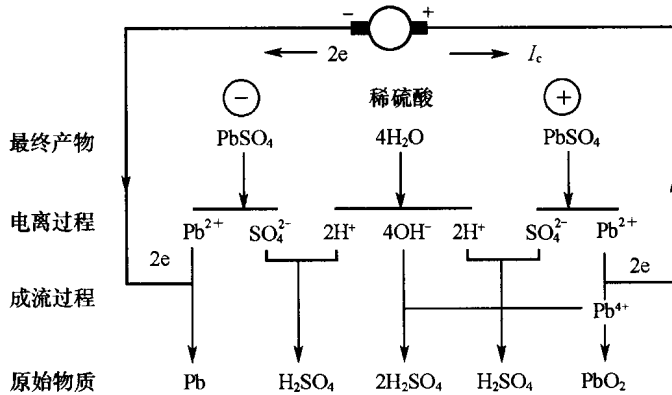 − +
2e I_c
− 稀硫酸 +
最终产物 PbSO₄ 4H₂O PbSO₄
电离过程 Pb²⁺ SO₄²⁻ 2H⁺ 4OH⁻ 2H⁺ SO₄²⁻ Pb²⁺
2e 2e
成流过程 Pb⁴⁺
原始物质 Pb H₂SO₄ 2H₂SO₄ H₂SO₄ PbO₂